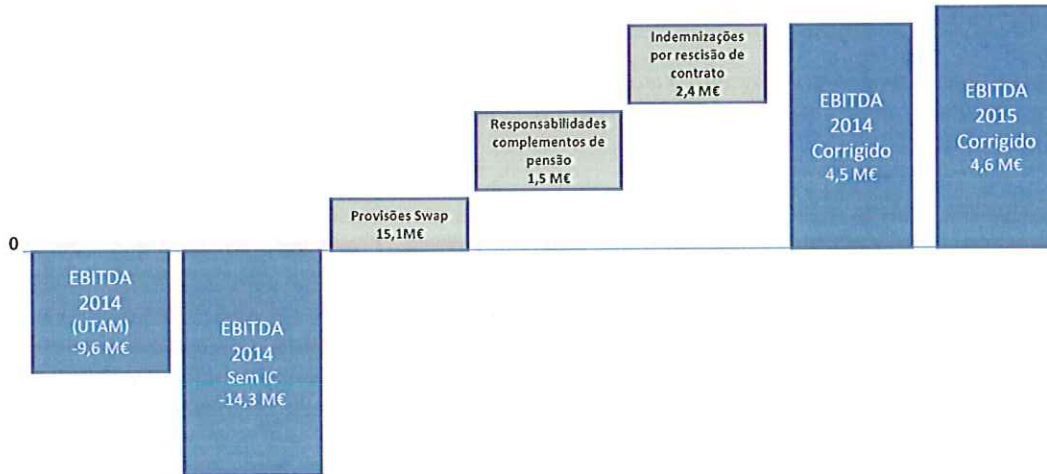 Indemnizações
por rescisão de
contrato
2,4 M€
Responsabilidades
complementos de
pensão
1,5 M€
Provisões Swap
15,1M€
0
EBITDA
2014
(UTAM)
-9,6 M€
EBITDA
2014
Sem IC
-14,3 M€
EBITDA
2014
Corrigido
4,5 M€
EBITDA
2015
Corrigido
4,6 M€